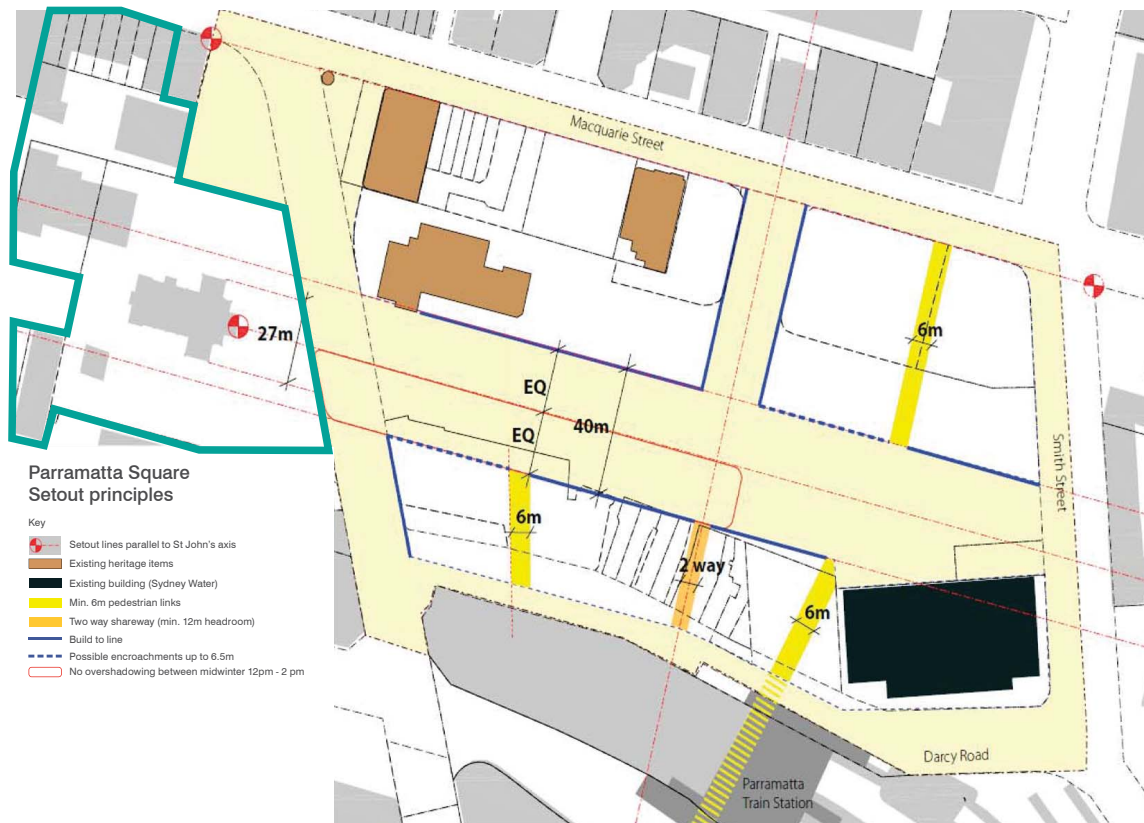 Macquarie Street
27m
6m
EQ
40m
EQ
Smith Street
6m
2 way
6m
Darcy Road
Parramatta
Train Station
Parramatta Square
Setout principles
Key
Setout lines parallel to St John's axis
Existing heritage items
Existing building (Sydney Water)
Min. 6m pedestrian links
Two way shareway (min. 12m headroom)
Build to line
Possible encroachments up to 6.5m
No overshadowing between midwinter 12pm - 2 pm